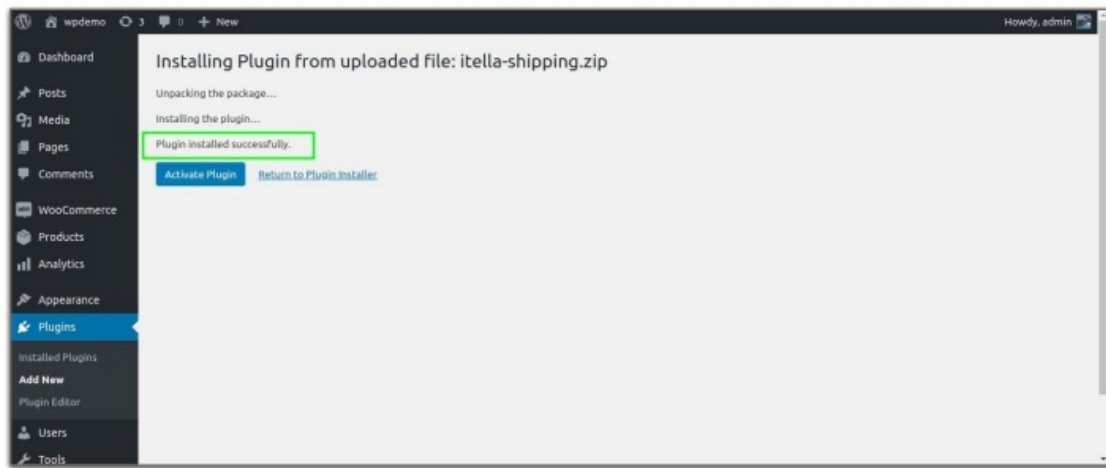 wpdemo 3 0 + New Howdy, admin
Dashboard
Posts
Media
Pages
Comments
WooCommerce
Products
Analytics
Appearance
Plugins
Installed Plugins
Add New
Plugin Editor
Users
Tools
Installing Plugin from uploaded file: itella-shipping.zip
Unpacking the package…
Installing the plugin…
Plugin installed successfully.
Activate Plugin Return to Plugin Installer